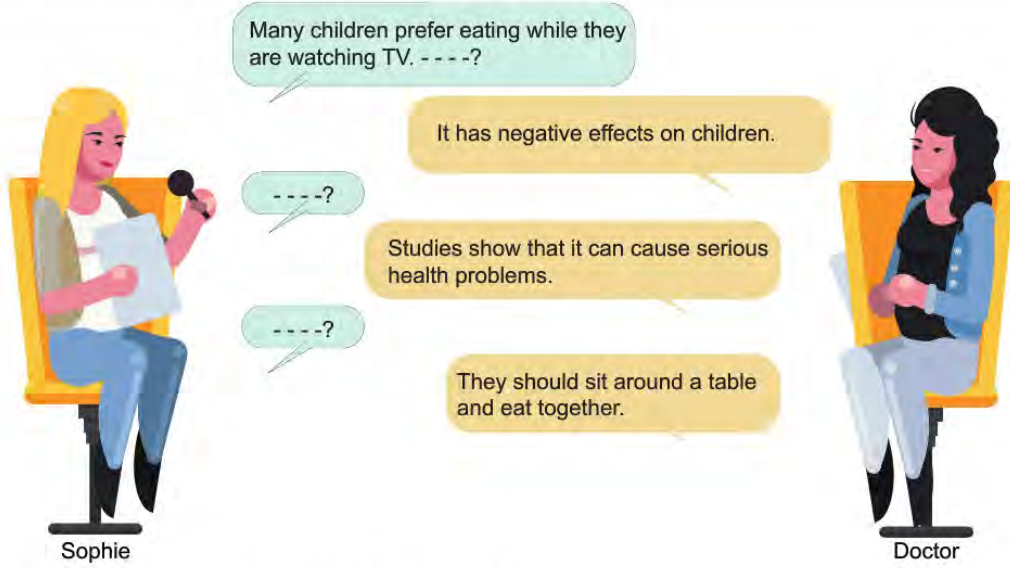 Many children prefer eating while they
are watching TV. - - - -?
It has negative effects on children.
- - - -?
Studies show that it can cause serious
health problems.
- - - -?
They should sit around a table
and eat together.
Sophie
Doctor